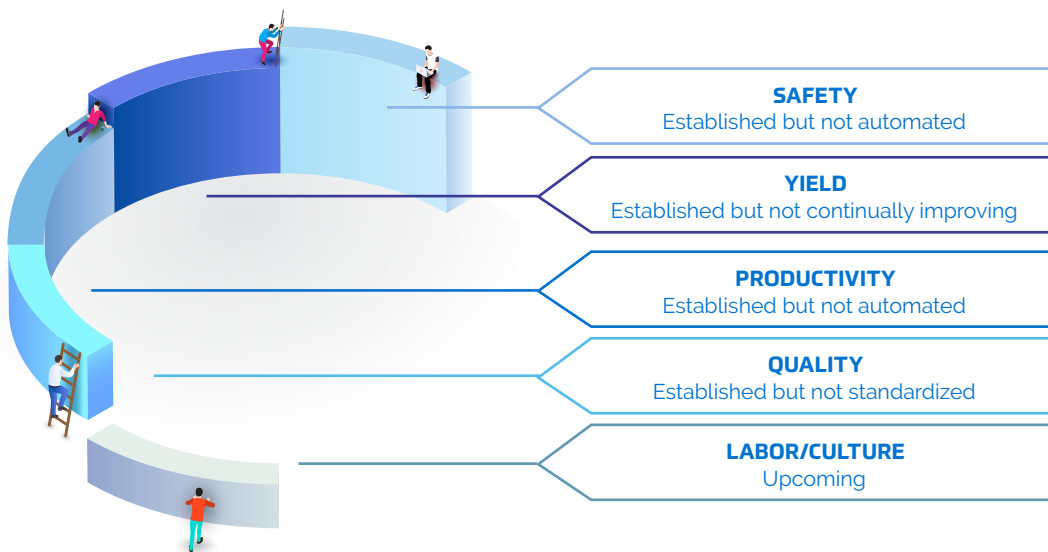 SAFETY
Established but not automated
YIELD
Established but not continually improving
PRODUCTIVITY
Established but not automated
QUALITY
Established but not standardized
LABOR/CULTURE
Upcoming